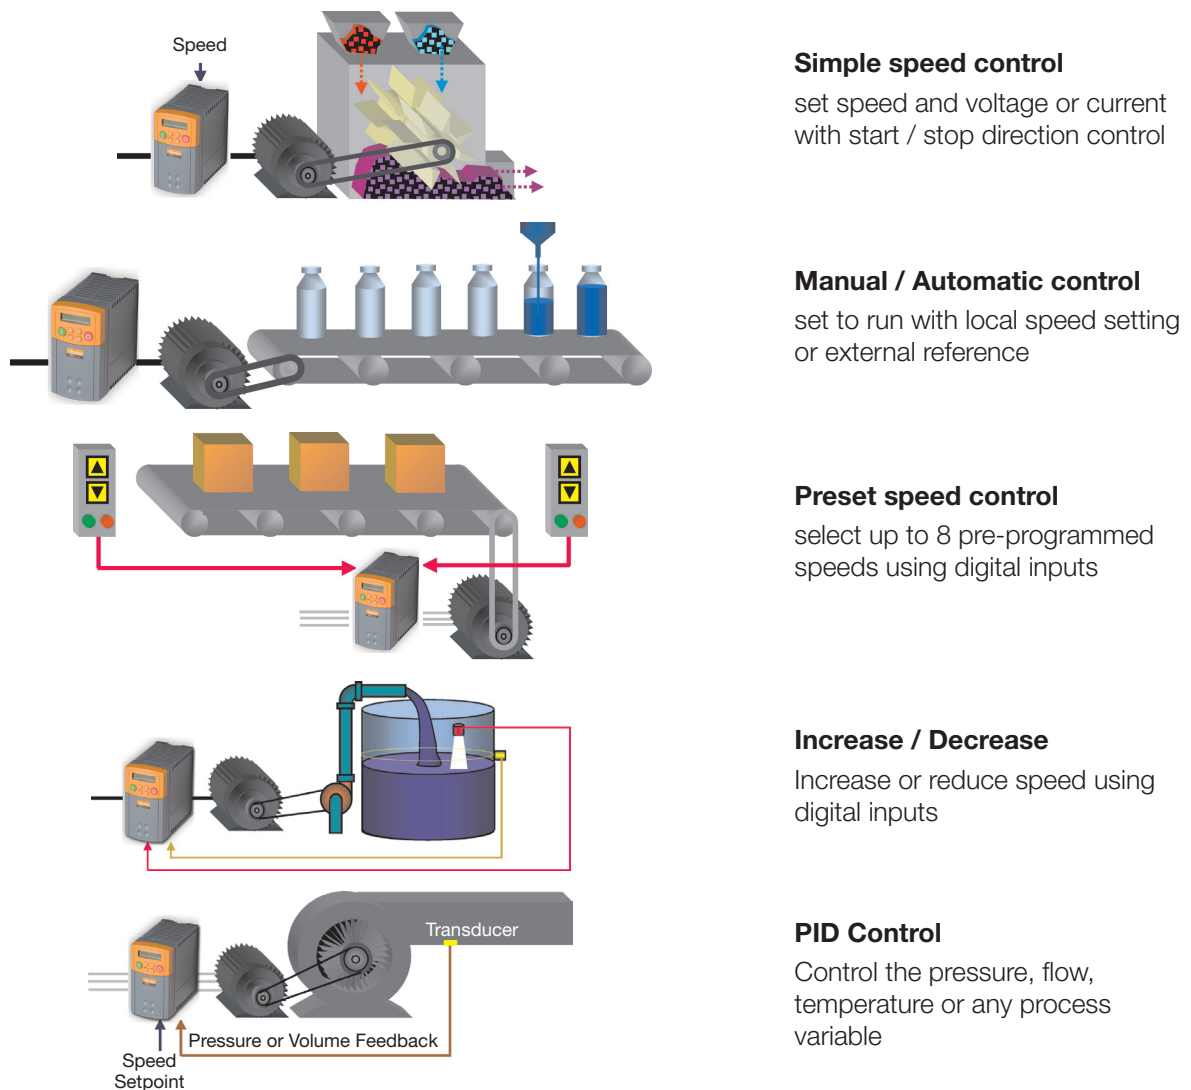 Speed
Simple speed control
set speed and voltage or current
with start / stop direction control
Manual / Automatic control
set to run with local speed setting
or external reference
Preset speed control
select up to 8 pre-programmed
speeds using digital inputs
Increase / Decrease
Increase or reduce speed using
digital inputs
Transducer
Pressure or Volume Feedback
Speed
Setpoint
PID Control
Control the pressure, flow,
temperature or any process
variable